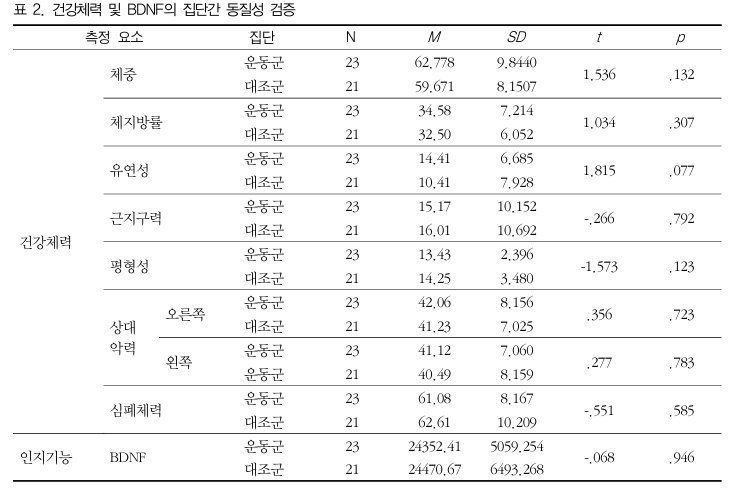 표 2. 건강체력 및 BDNF의 집단간 동질성 검증
측정 요소 집단 N M SD t p
건강체력 체중 운동군 23 62.778 9.8440 1.536 .132
대조군 21 59.671 8.1507
체지방률 운동군 23 34.58 7.214 1.034 .307
대조군 21 32.50 6.052
유연성 운동군 23 14.41 6.685 1.815 .077
대조군 21 10.41 7.928
근지구력 운동군 23 15.17 10.152 -.266 .792
대조군 21 16.01 10.692
평형성 운동군 23 13.43 2.396 -1.573 .123
대조군 21 14.25 3.480
상대 악력 오른쪽 운동군 23 42.06 8.156 .356 .723
대조군 21 41.23 7.025
왼쪽 운동군 23 41.12 7.060 .277 .783
운동군 21 40.49 8.159
심폐체력 운동군 23 61.08 8.167 -.551 .585
대조군 21 62.61 10.209
인지기능 BDNF 운동군 23 24352.41 5059.254 -.068 .946
대조군 21 24470.67 6493.268